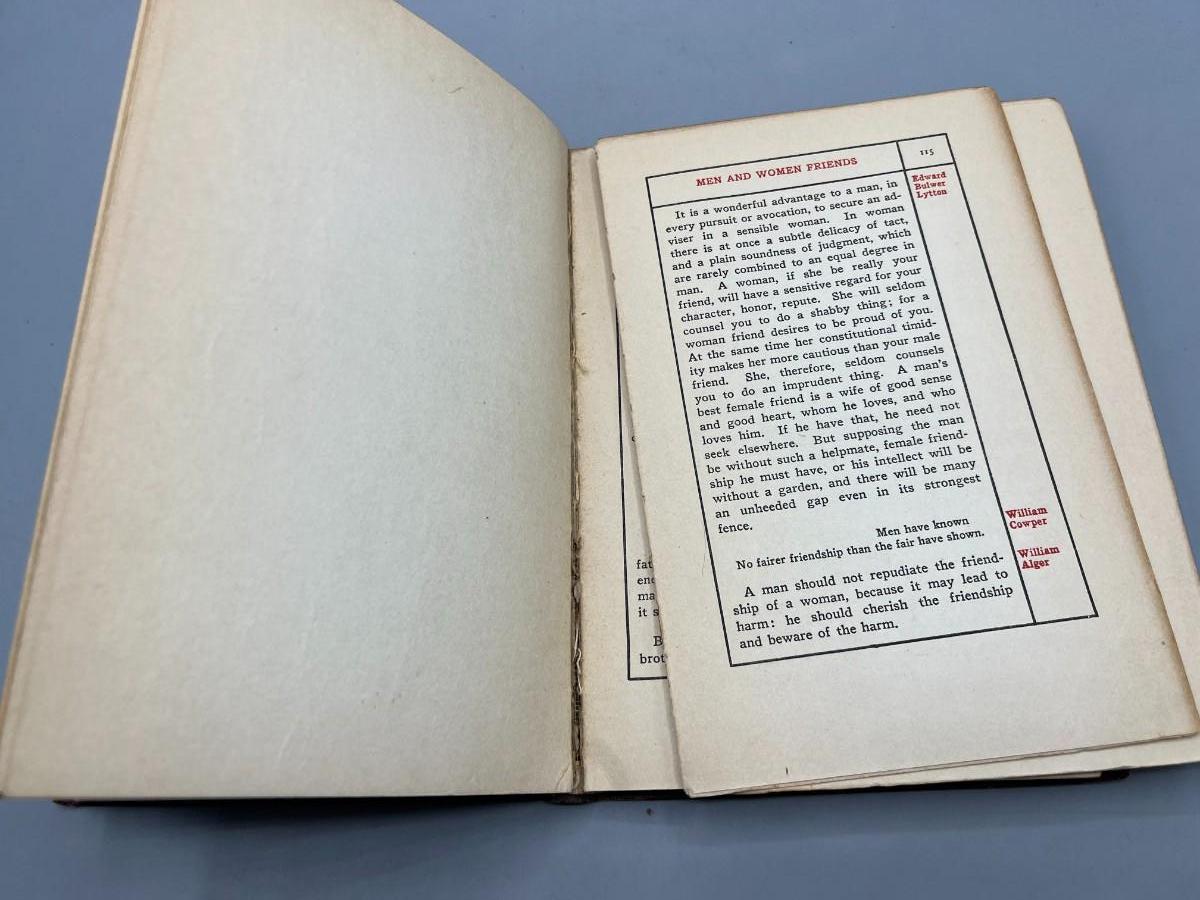 MEN AND WOMEN FRIENDS
115
Edward
Bulwer
Lytton
It is a wonderful advantage to a man, in
every pursuit or avocation, to secure an ad-
viser in a sensible woman. In woman
there is at once a subtle delicacy of tact,
and a plain soundness of judgment, which
are rarely combined to an equal degree in
man. A woman, if she be really your
friend, will have a sensitive regard for your
character, honor, repute. She will seldom
counsel you to do a shabby thing; for a
woman friend desires to be proud of you.
At the same time her constitutional timid-
ity makes her more cautious than your male
friend. She, therefore, seldom counsels
you to do an imprudent thing. A man's
best female friend is a wife of good sense
and good heart, whom he loves, and who
loves him. If he have that, he need not
seek elsewhere. But supposing the man
be without such a helpmate, female friend-
ship he must have, or his intellect will be
without a garden, and there will be many
an unheeded gap even in its strongest
fence.
William
Cowper
Men have known
No fairer friendship than the fair have shown.
William
Alger
A man should not repudiate the friend-
ship of a woman, because it may lead to
harm: he should cherish the friendship
and beware of the harm.
fat
ma
it s
B
brot